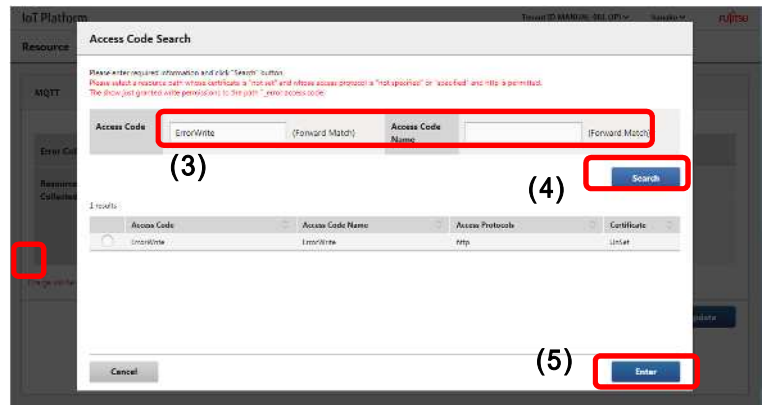 IoT Platform
FUJITSU
Resource
Access Code Search
Please enter required information and click "Search" button.
Please select a resource path whose certificate is "not set" and whose access protocol is "not specified" or "specified" and http is permitted.
MQTT
Access Code
ErrorWrite
(Forward Match)
Access Code Name
(Forward Match)
(3)
(4)
Search
1 results
Access Code
Access Code Name
Access Protocols
Certificate
ErrorWrite
ErrorWrite
http
UnSet
(5)
Cancel
Enter